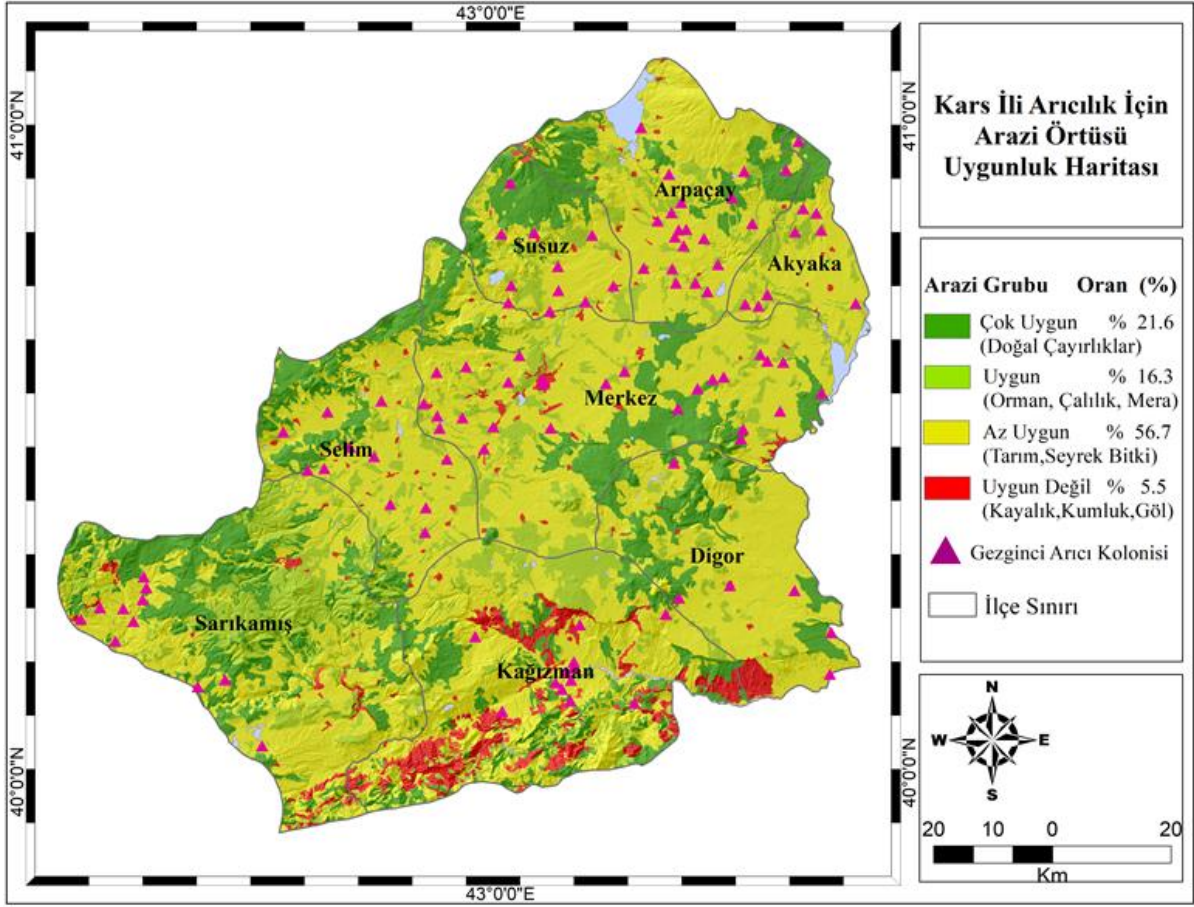 43°0'0"E
41°0'0"N
41°0'0"N
Kars İli Arıcılık İçin
Arazi Örtüsü
Uygunluk Haritası
Arpaçay
Susuz
Akyaka
Merkez
Selim
Digor
Sarıkamış
Kağızman
40°0'0"N
40°0'0"N
43°0'0"E
Arazi Grubu Oran (%)
Çok Uygun % 21.6
(Doğal Çayırlıklar)
Uygun % 16.3
(Orman, Çalılık, Mera)
Az Uygun % 56.7
(Tarım,Seyrek Bitki)
Uygun Değil % 5.5
(Kayalık,Kumluk,Göl)
Gezginci Arıcı Kolonisi
İlçe Sınırı
N
W E
S
20 10 0 20
Km